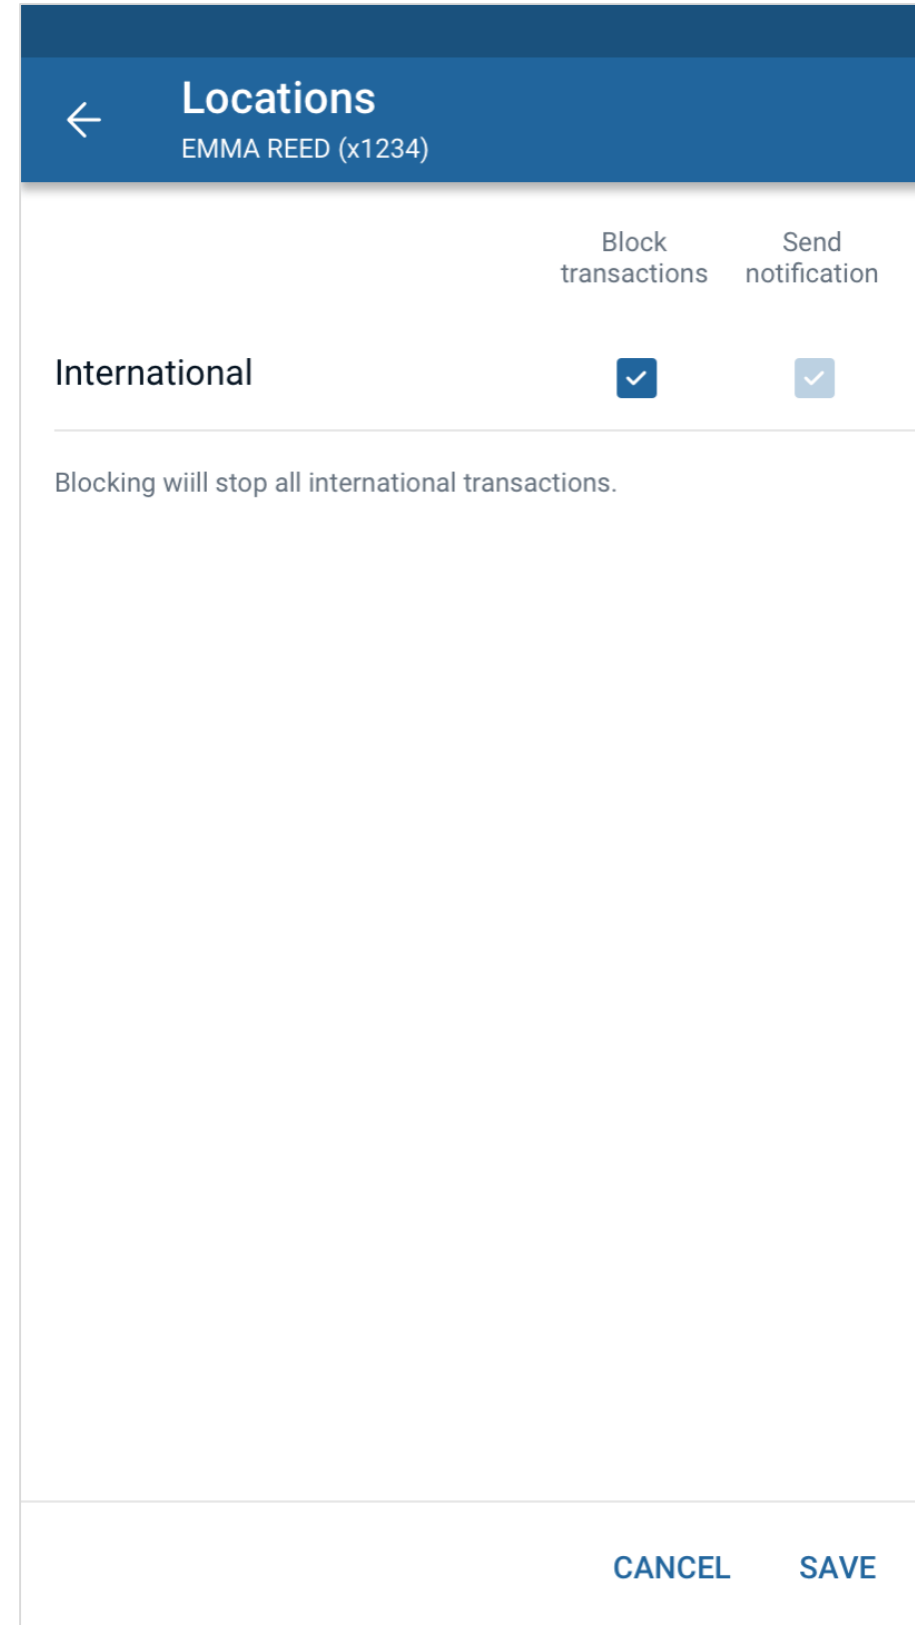 Locations
EMMA REED (x1234)
Block
transactions
Send
notification
International
Blocking wiill stop all international transactions.
CANCEL SAVE